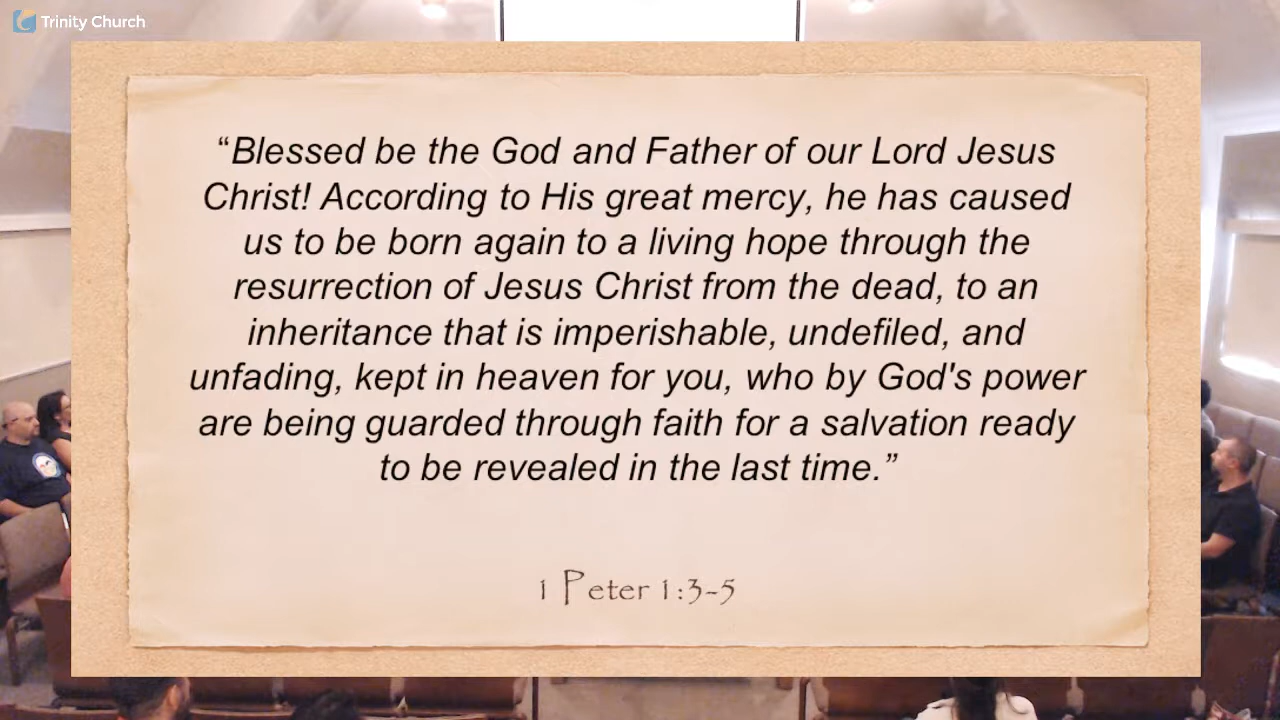 Trinity Church
“Blessed be the God and Father of our Lord Jesus
Christ! According to His great mercy, he has caused
us to be born again to a living hope through the
resurrection of Jesus Christ from the dead, to an
inheritance that is imperishable, undefiled, and
unfading, kept in heaven for you, who by God's power
are being guarded through faith for a salvation ready
to be revealed in the last time.”
1 Peter 1:3-5